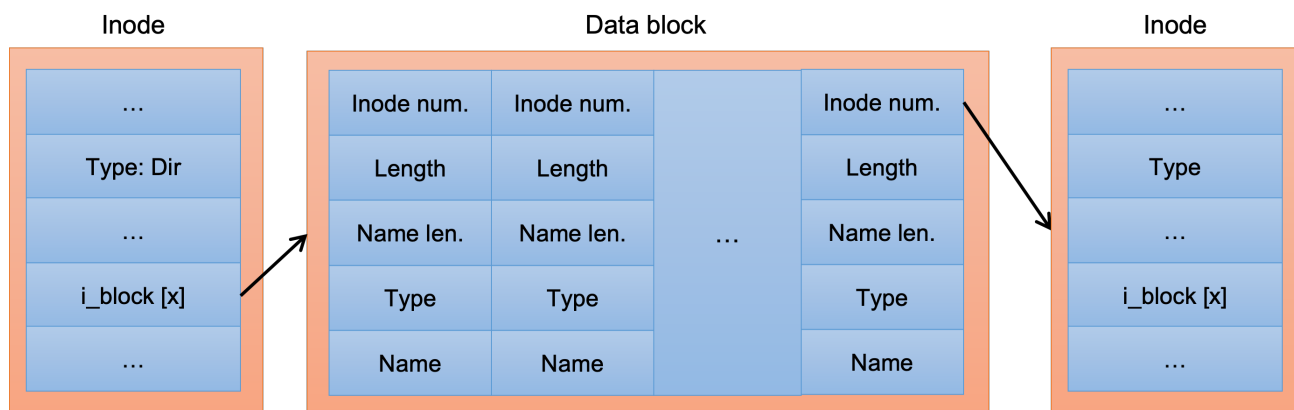 Inode
Data block
Inode
...
Type: Dir
...
i_block [x]
...
Inode num. Inode num. Inode num.
Length Length Length
Name len. Name len. ... Name len.
Type Type Type
Name Name Name
...
Type
...
i_block [x]
...